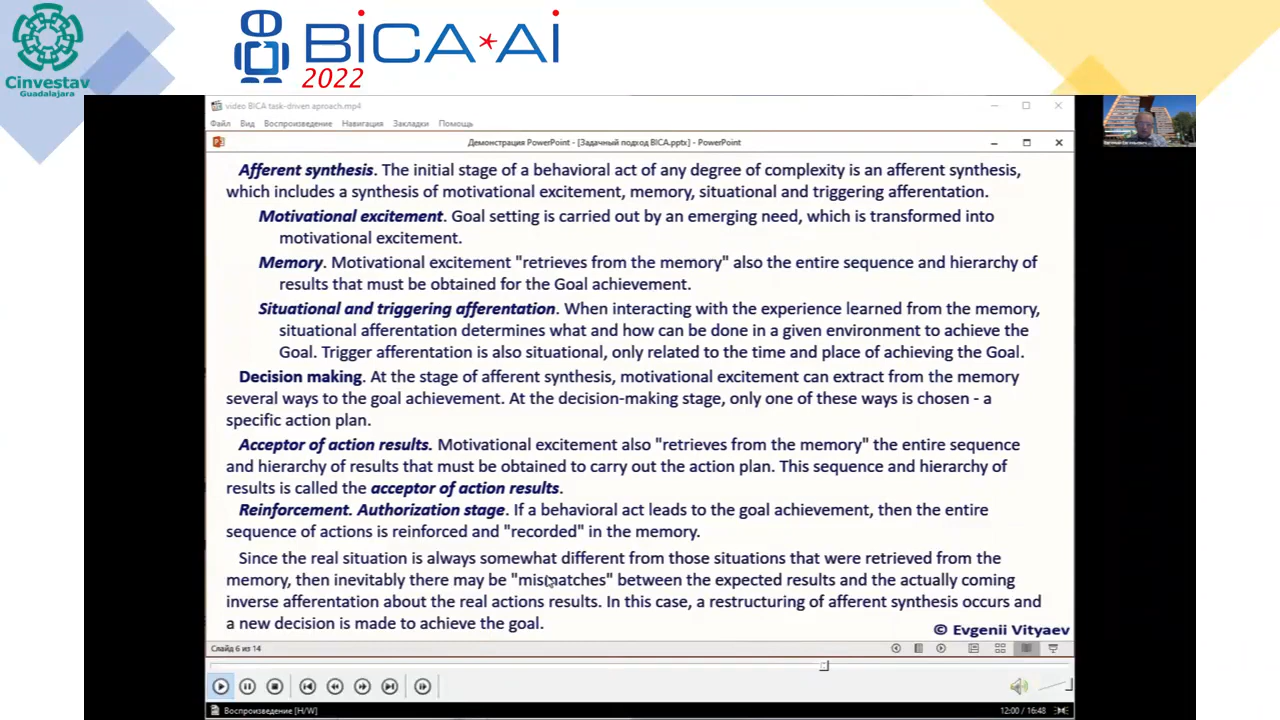 Cinvestav
Guadalajara
BiCA*Ai
2022
video BICA task-driven aproach.mp4
Файл Вид Воспроизведение Навигация Закладки Помощь
Демонстрация PowerPoint - [Задачный подход BICA.pptx] - PowerPoint
Afferent synthesis. The initial stage of a behavioral act of any degree of complexity is an afferent synthesis,
which includes a synthesis of motivational excitement, memory, situational and triggering afferentation.
Motivational excitement. Goal setting is carried out by an emerging need, which is transformed into
motivational excitement.
Memory. Motivational excitement "retrieves from the memory" also the entire sequence and hierarchy of
results that must be obtained for the Goal achievement.
Situational and triggering afferentation. When interacting with the experience learned from the memory,
situational afferentation determines what and how can be done in a given environment to achieve the
Goal. Trigger afferentation is also situational, only related to the time and place of achieving the Goal.
Decision making. At the stage of afferent synthesis, motivational excitement can extract from the memory
several ways to the goal achievement. At the decision-making stage, only one of these ways is chosen - a
specific action plan.
Acceptor of action results. Motivational excitement also "retrieves from the memory" the entire sequence
and hierarchy of results that must be obtained to carry out the action plan. This sequence and hierarchy of
results is called the acceptor of action results.
Reinforcement. Authorization stage. If a behavioral act leads to the goal achievement, then the entire
sequence of actions is reinforced and "recorded" in the memory.
Since the real situation is always somewhat different from those situations that were retrieved from the
memory, then inevitably there may be "mismatches" between the expected results and the actually coming
inverse afferentation about the real actions results. In this case, a restructuring of afferent synthesis occurs and
a new decision is made to achieve the goal.
© Evgenii Vityaev
Слайд 6 из 14
Воспроизведение [H/W]
12:00 / 16:48